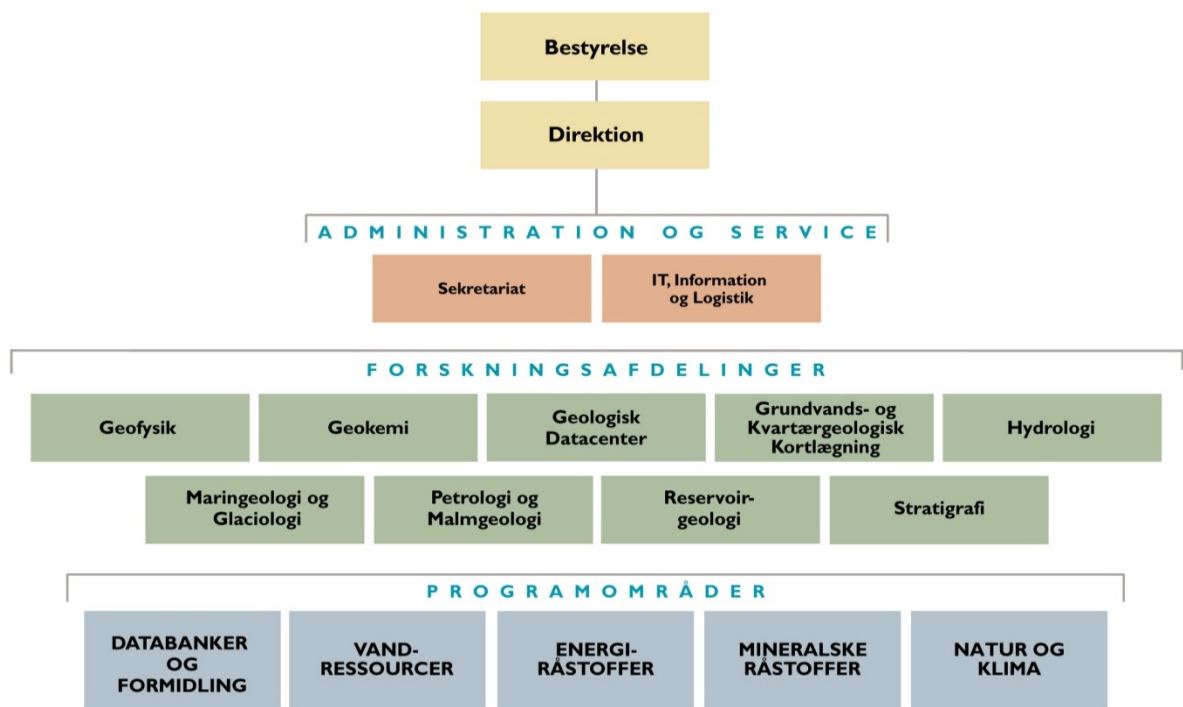 Bestyrelse
Direktion
ADMINISTRATION OG SERVICE
Sekretariat
IT, Information
og Logistik
FORSKNINGSAFDELINGER
Geofysik
Geokemi
Geologisk
Datacenter
Grundvands- og
Kvartærgeologisk
Kortlægning
Hydrologi
Maringeologi og
Glaciologi
Petrologi og
Malmgeologi
Reservoir-
geologi
Stratigrafi
PROGRAMOMRÅDER
DATABANKER
OG
FORMIDLING
VAND-
RESSOURCER
ENERGI-
RÅSTOFFER
MINERALSKE
RÅSTOFFER
NATUR OG
KLIMA